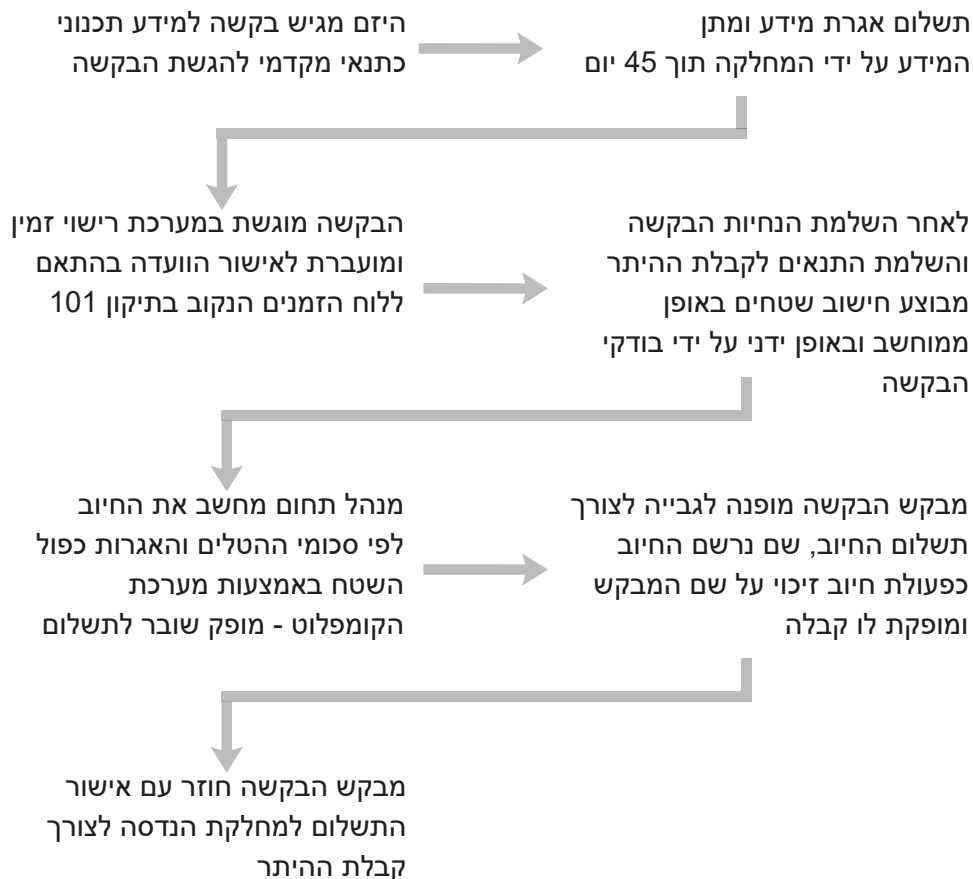 היזם מגיש בקשה למידע תכנוני
כתנאי מקדמי להגשת הבקשה
תשלום אגרת מידע ומתן
המידע על ידי המחלקה תוך 45 יום
הבקשה מוגשת במערכת רישוי זמין
ומועברת לאישור הוועדה בהתאם
ללוח הזמנים הנקוב בתיקון 101
לאחר השלמת הנחיות הבקשה
והשלמת התנאים לקבלת ההיתר
מבוצע חישוב שטחים באופן
ממוחשב ובאופן ידני על ידי בודקי
הבקשה
מנהל תחום מחשב את החיוב
לפי סכומי ההטלים והאגרות כפול
השטח באמצעות מערכת
הקומפלוט - מופק שובר לתשלום
מבקש הבקשה מופנה לגבייה לצורך
תשלום החיוב, שם נרשם החיוב
כפעולת חיוב זיכוי על שם המבקש
ומופקת לו קבלה
מבקש הבקשה חוזר עם אישור
התשלום למחלקת הנדסה לצורך
קבלת ההיתר